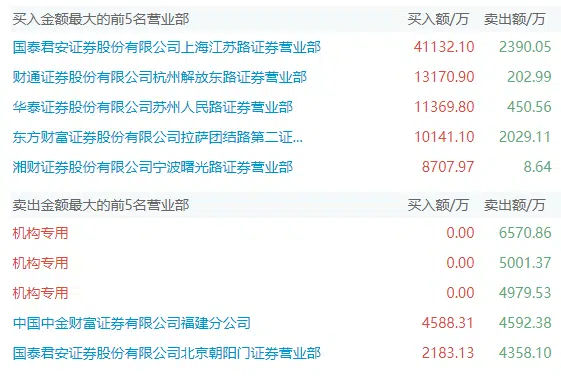 买入金额最大的前5名营业部 买入额/万 卖出额/万
国泰君安证券股份有限公司上海江苏路证券营业部 41132.10 2390.05
财通证券股份有限公司杭州解放东路证券营业部 13170.90 202.99
华泰证券股份有限公司苏州人民路证券营业部 11369.80 450.56
东方财富证券股份有限公司拉萨团结路第二证... 10141.10 2029.11
湘财证券股份有限公司宁波曙光路证券营业部 8707.97 8.64
卖出金额最大的前5名营业部 买入额/万 卖出额/万
机构专用 0.00 6570.86
机构专用 0.00 5001.37
机构专用 0.00 4979.53
中国中金财富证券有限公司福建分公司 4588.31 4592.38
国泰君安证券股份有限公司北京朝阳门证券营业部 2183.13 4358.10